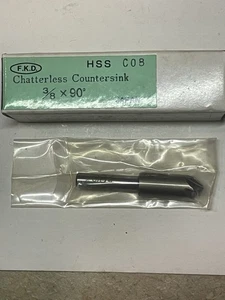 F.K.D.
HSS C08
Chatterless Countersink
3/8 × 90°